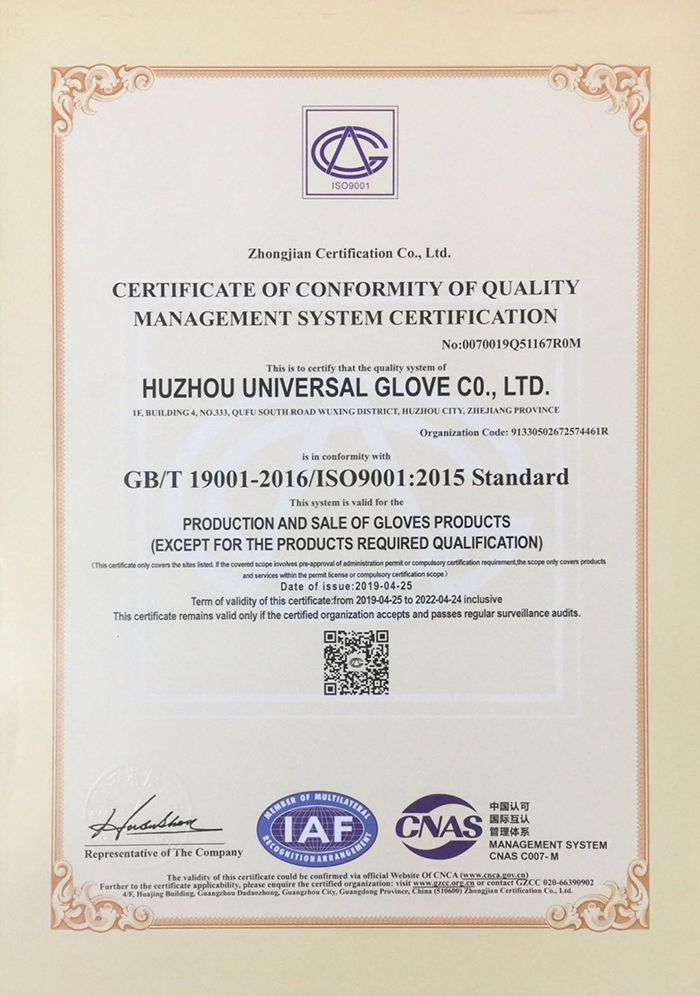 ISO9001
Zhongjian Certification Co., Ltd.
CERTIFICATE OF CONFORMITY OF QUALITY
MANAGEMENT SYSTEM CERTIFICATION
No:0070019Q51167R0M
This is to certify that the quality system of
HUZHOU UNIVERSAL GLOVE C0., LTD.
1F, BUILDING 4, NO.333, QUFU SOUTH ROAD WUXING DISTRICT, HUZHOU CITY, ZHEJIANG PROVINCE
Organization Code: 91330502672574461R
is in conformity with
GB/T 19001-2016/ISO9001:2015 Standard
This system is valid for the
PRODUCTION AND SALE OF GLOVES PRODUCTS
(EXCEPT FOR THE PRODUCTS REQUIRED QUALIFICATION)
(This certificate only covers the sites listed. If the covered scope involves pre-approval of administration permit or compulsory certification requirement,the scope only covers products
and services within the permit license or compulsory certification scope.)
Date of issue:2019-04-25
Term of validity of this certificate:from 2019-04-25 to 2022-04-24 inclusive
This certificate remains valid only if the certified organization accepts and passes regular surveillance audits.
Representative of The Company
MEMBER OF MULTILATERAL
IAF
RECOGNITION ARRANGEMENT
CNAS
中国认可
国际互认
管理体系
MANAGEMENT SYSTEM
CNAS C007- M
The validity of this certificate could be confirmed via official Website Of CNCA (www.cnca.gov.cn)
Further to the certificate applicability, please enquire the certified organization: visit www.gzcc.org.cn or contact GZCC 020-66390902
4/F, Huajing Building, Guangzhou Dadaozhong, Guangzhou City, Guangdong Province, China (510600) Zhongjian Certification Co., Ltd.